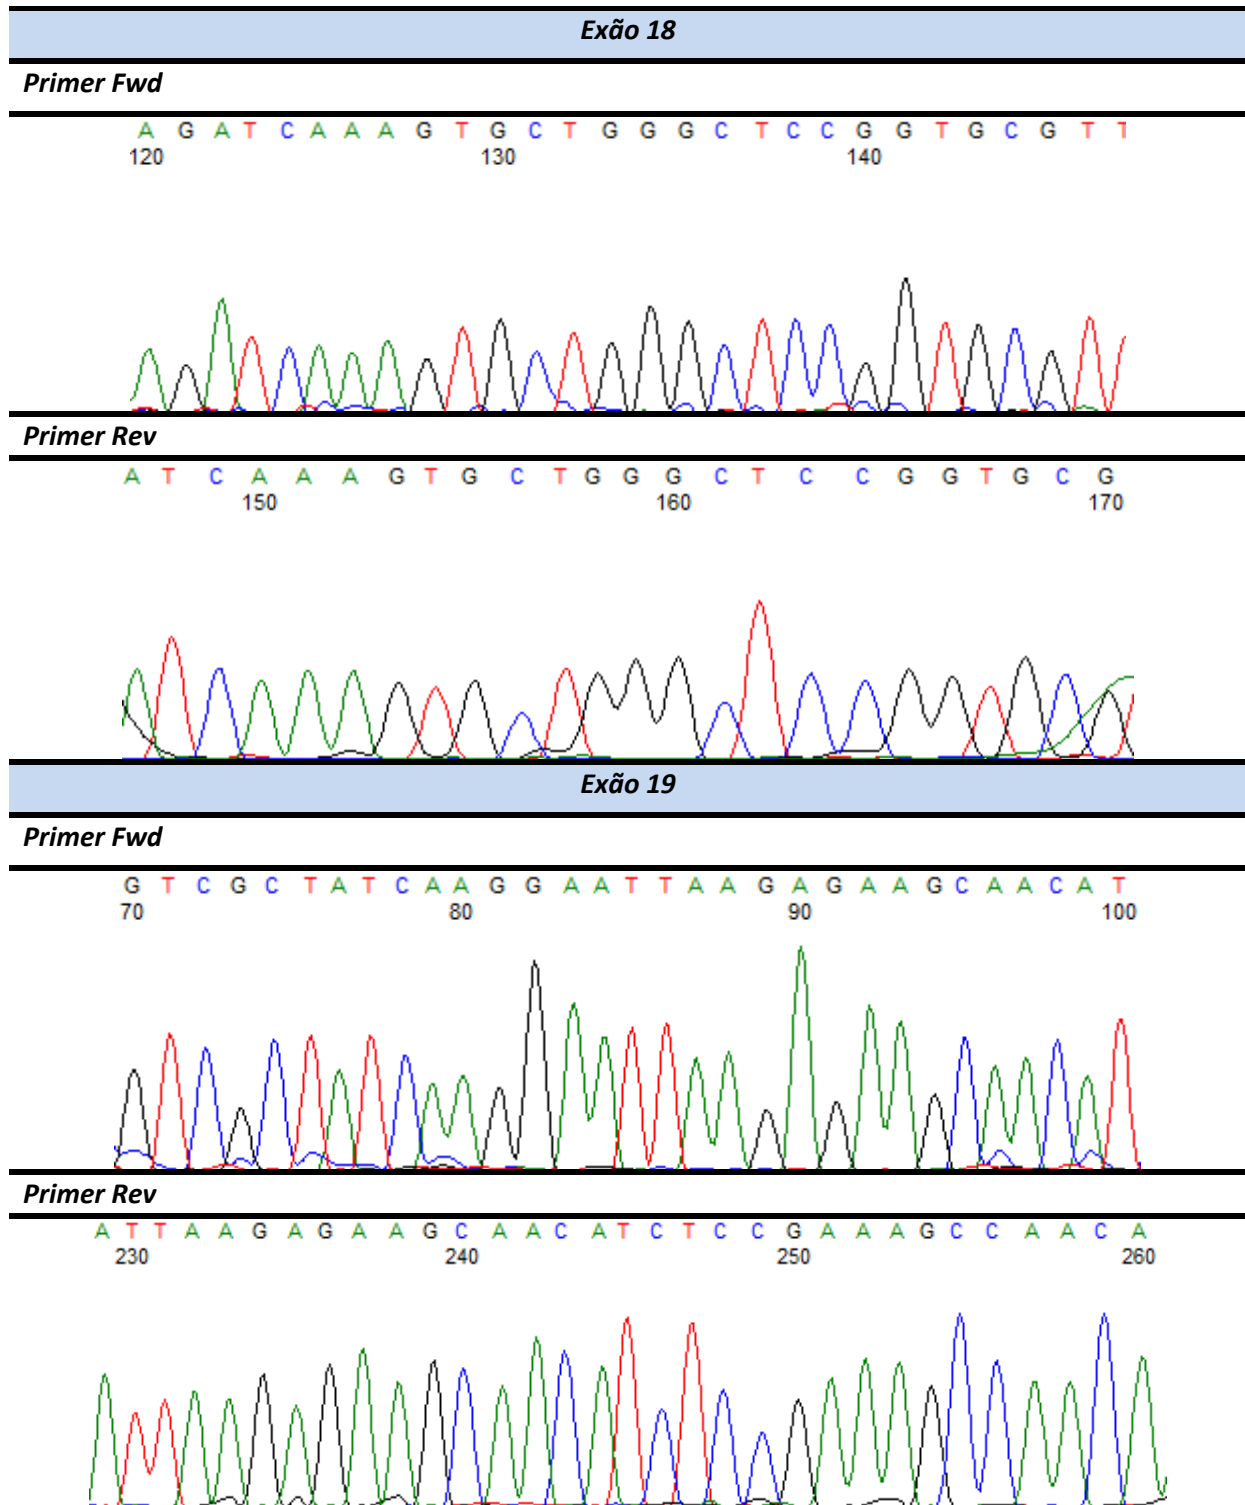 Exão 18
Primer Fwd
A G A T C A A A G T G C T G G G C T C C G G T G C G T T
120 130 140
Primer Rev
A T C A A A G T G C T G G G C T C C G G T G C G
150 160 170
Exão 19
Primer Fwd
G T C G C T A T C A A G G A A T T A A G A G A A G C A A C A T
70 80 90 100
Primer Rev
A T T A A G A G A A G C A A C A T C T C C G A A A G C C A A C A
230 240 250 260